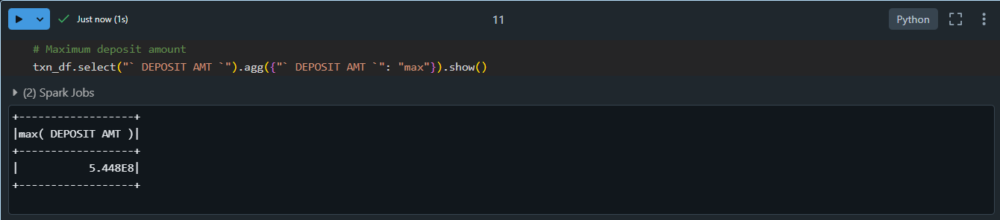 Just now (1s)
11
Python
# Maximum deposit amount
txn_df.select("` DEPOSIT AMT `").agg({"` DEPOSIT AMT `": "max"}).show()
(2) Spark Jobs
+------------------+
|max( DEPOSIT AMT )|
+------------------+
|           5.448E8|
+------------------+